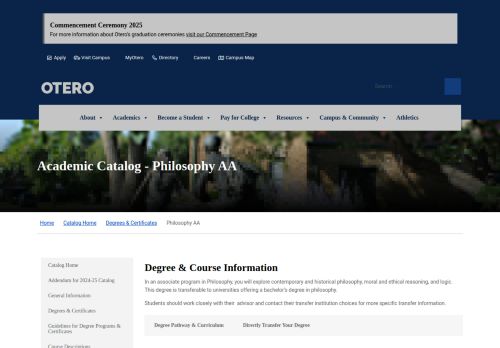 Commencement Ceremony 2025
For more information about Otero's graduation ceremonies visit our Commencement Page
Apply Visit Campus MyOtero Directory Careers Campus Map
OTERO
Search
About Academics Become a Student Pay for College Resources Campus & Community Athletics
Academic Catalog - Philosophy AA
Home Catalog Home Degrees & Certificates Philosophy AA
Catalog Home
Addendum for 2024-25 Catalog
General Information
Degrees & Certificates
Guidelines for Degree Programs &
Certificates
Course Descriptions
Degree & Course Information
In an associate program in Philosophy, you will explore contemporary and historical philosophy, moral and ethical reasoning, and logic.
This degree is transferable to universities offering a bachelor's degree in philosophy.
Students should work closely with their advisor and contact their transfer institution choices for more specific transfer information.
Degree Pathway & Curriculum: Directly Transfer Your Degree